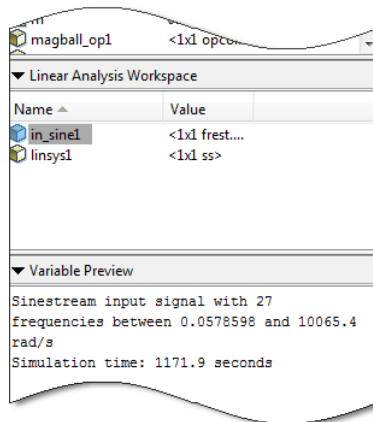 magball_op1 <1x1 opco
Linear Analysis Workspace
Name Value
in_sine1 <1x1 frest....
linsys1 <1x1 ss>
Variable Preview
Sinestream input signal with 27
frequencies between 0.0578598 and 10065.4
rad/s
Simulation time: 1171.9 seconds